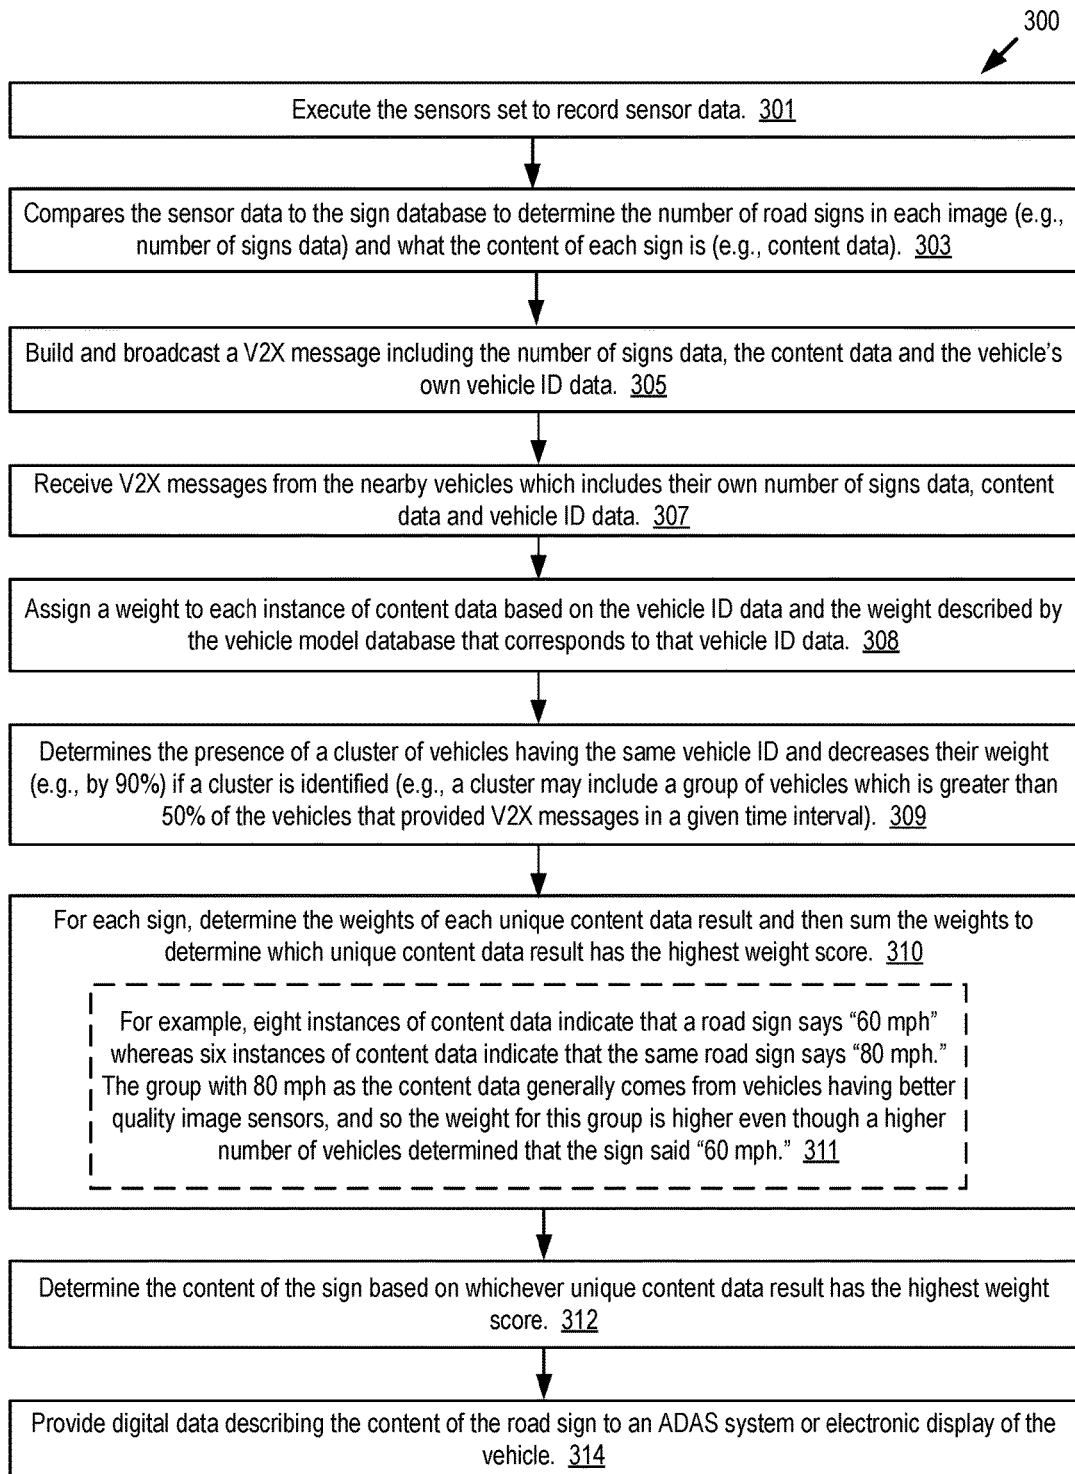 300
Execute the sensors set to record sensor data. 301
Compares the sensor data to the sign database to determine the number of road signs in each image (e.g.,
number of signs data) and what the content of each sign is (e.g., content data). 303
Build and broadcast a V2X message including the number of signs data, the content data and the vehicle's
own vehicle ID data. 305
Receive V2X messages from the nearby vehicles which includes their own number of signs data, content
data and vehicle ID data. 307
Assign a weight to each instance of content data based on the vehicle ID data and the weight described by
the vehicle model database that corresponds to that vehicle ID data. 308
Determines the presence of a cluster of vehicles having the same vehicle ID and decreases their weight
(e.g., by 90%) if a cluster is identified (e.g., a cluster may include a group of vehicles which is greater than
50% of the vehicles that provided V2X messages in a given time interval). 309
For each sign, determine the weights of each unique content data result and then sum the weights to
determine which unique content data result has the highest weight score. 310
For example, eight instances of content data indicate that a road sign says “60 mph”
whereas six instances of content data indicate that the same road sign says “80 mph.”
The group with 80 mph as the content data generally comes from vehicles having better
quality image sensors, and so the weight for this group is higher even though a higher
number of vehicles determined that the sign said “60 mph.” 311
Determine the content of the sign based on whichever unique content data result has the highest weight
score. 312
Provide digital data describing the content of the road sign to an ADAS system or electronic display of the
vehicle. 314